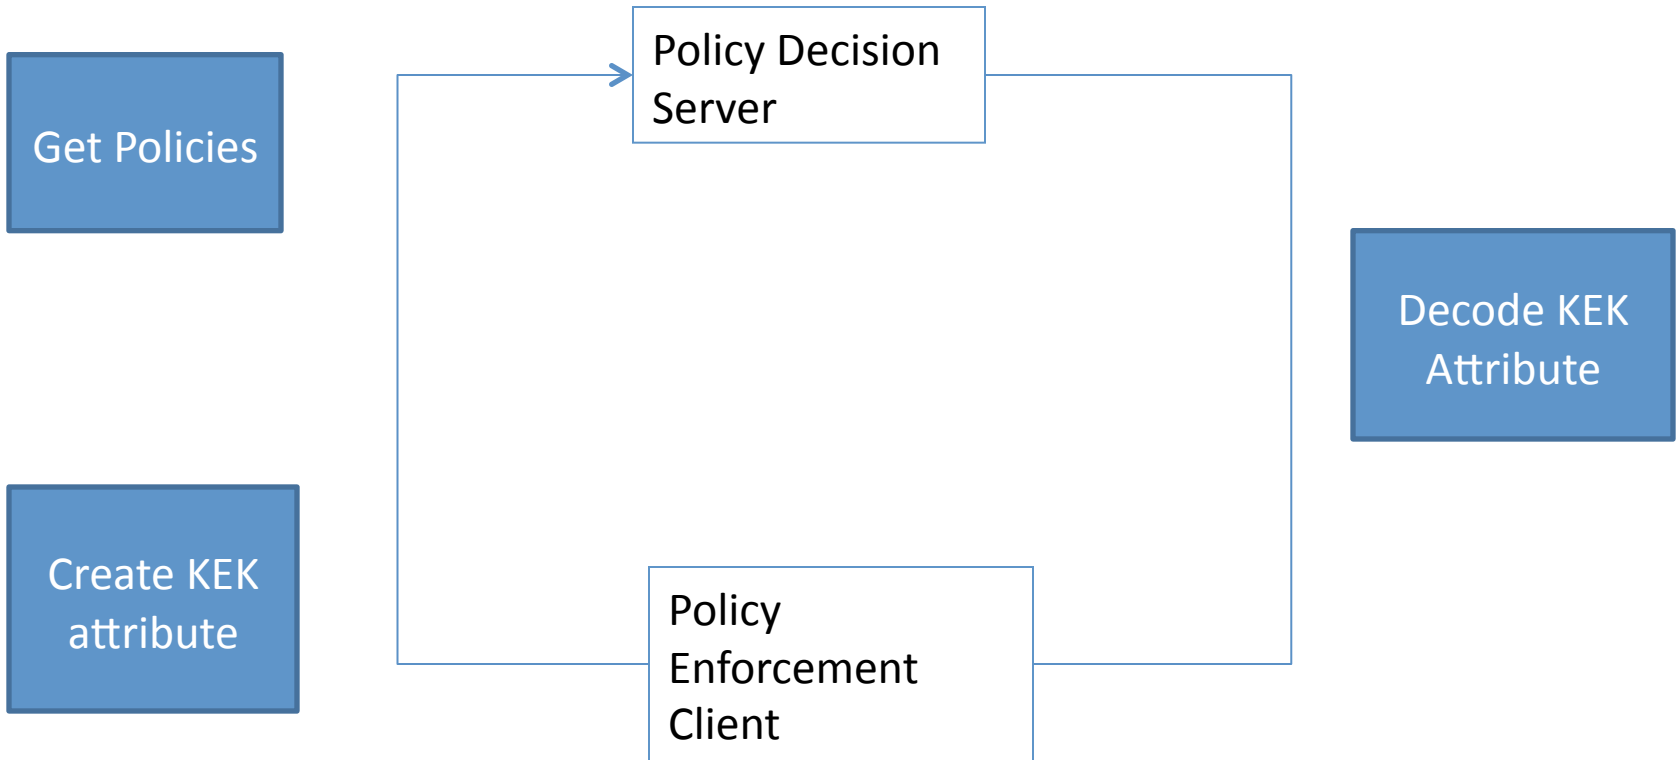 Policy Decision
Server
Get Policies
Decode KEK
Attribute
Create KEK
attribute
Policy
Enforcement
Client